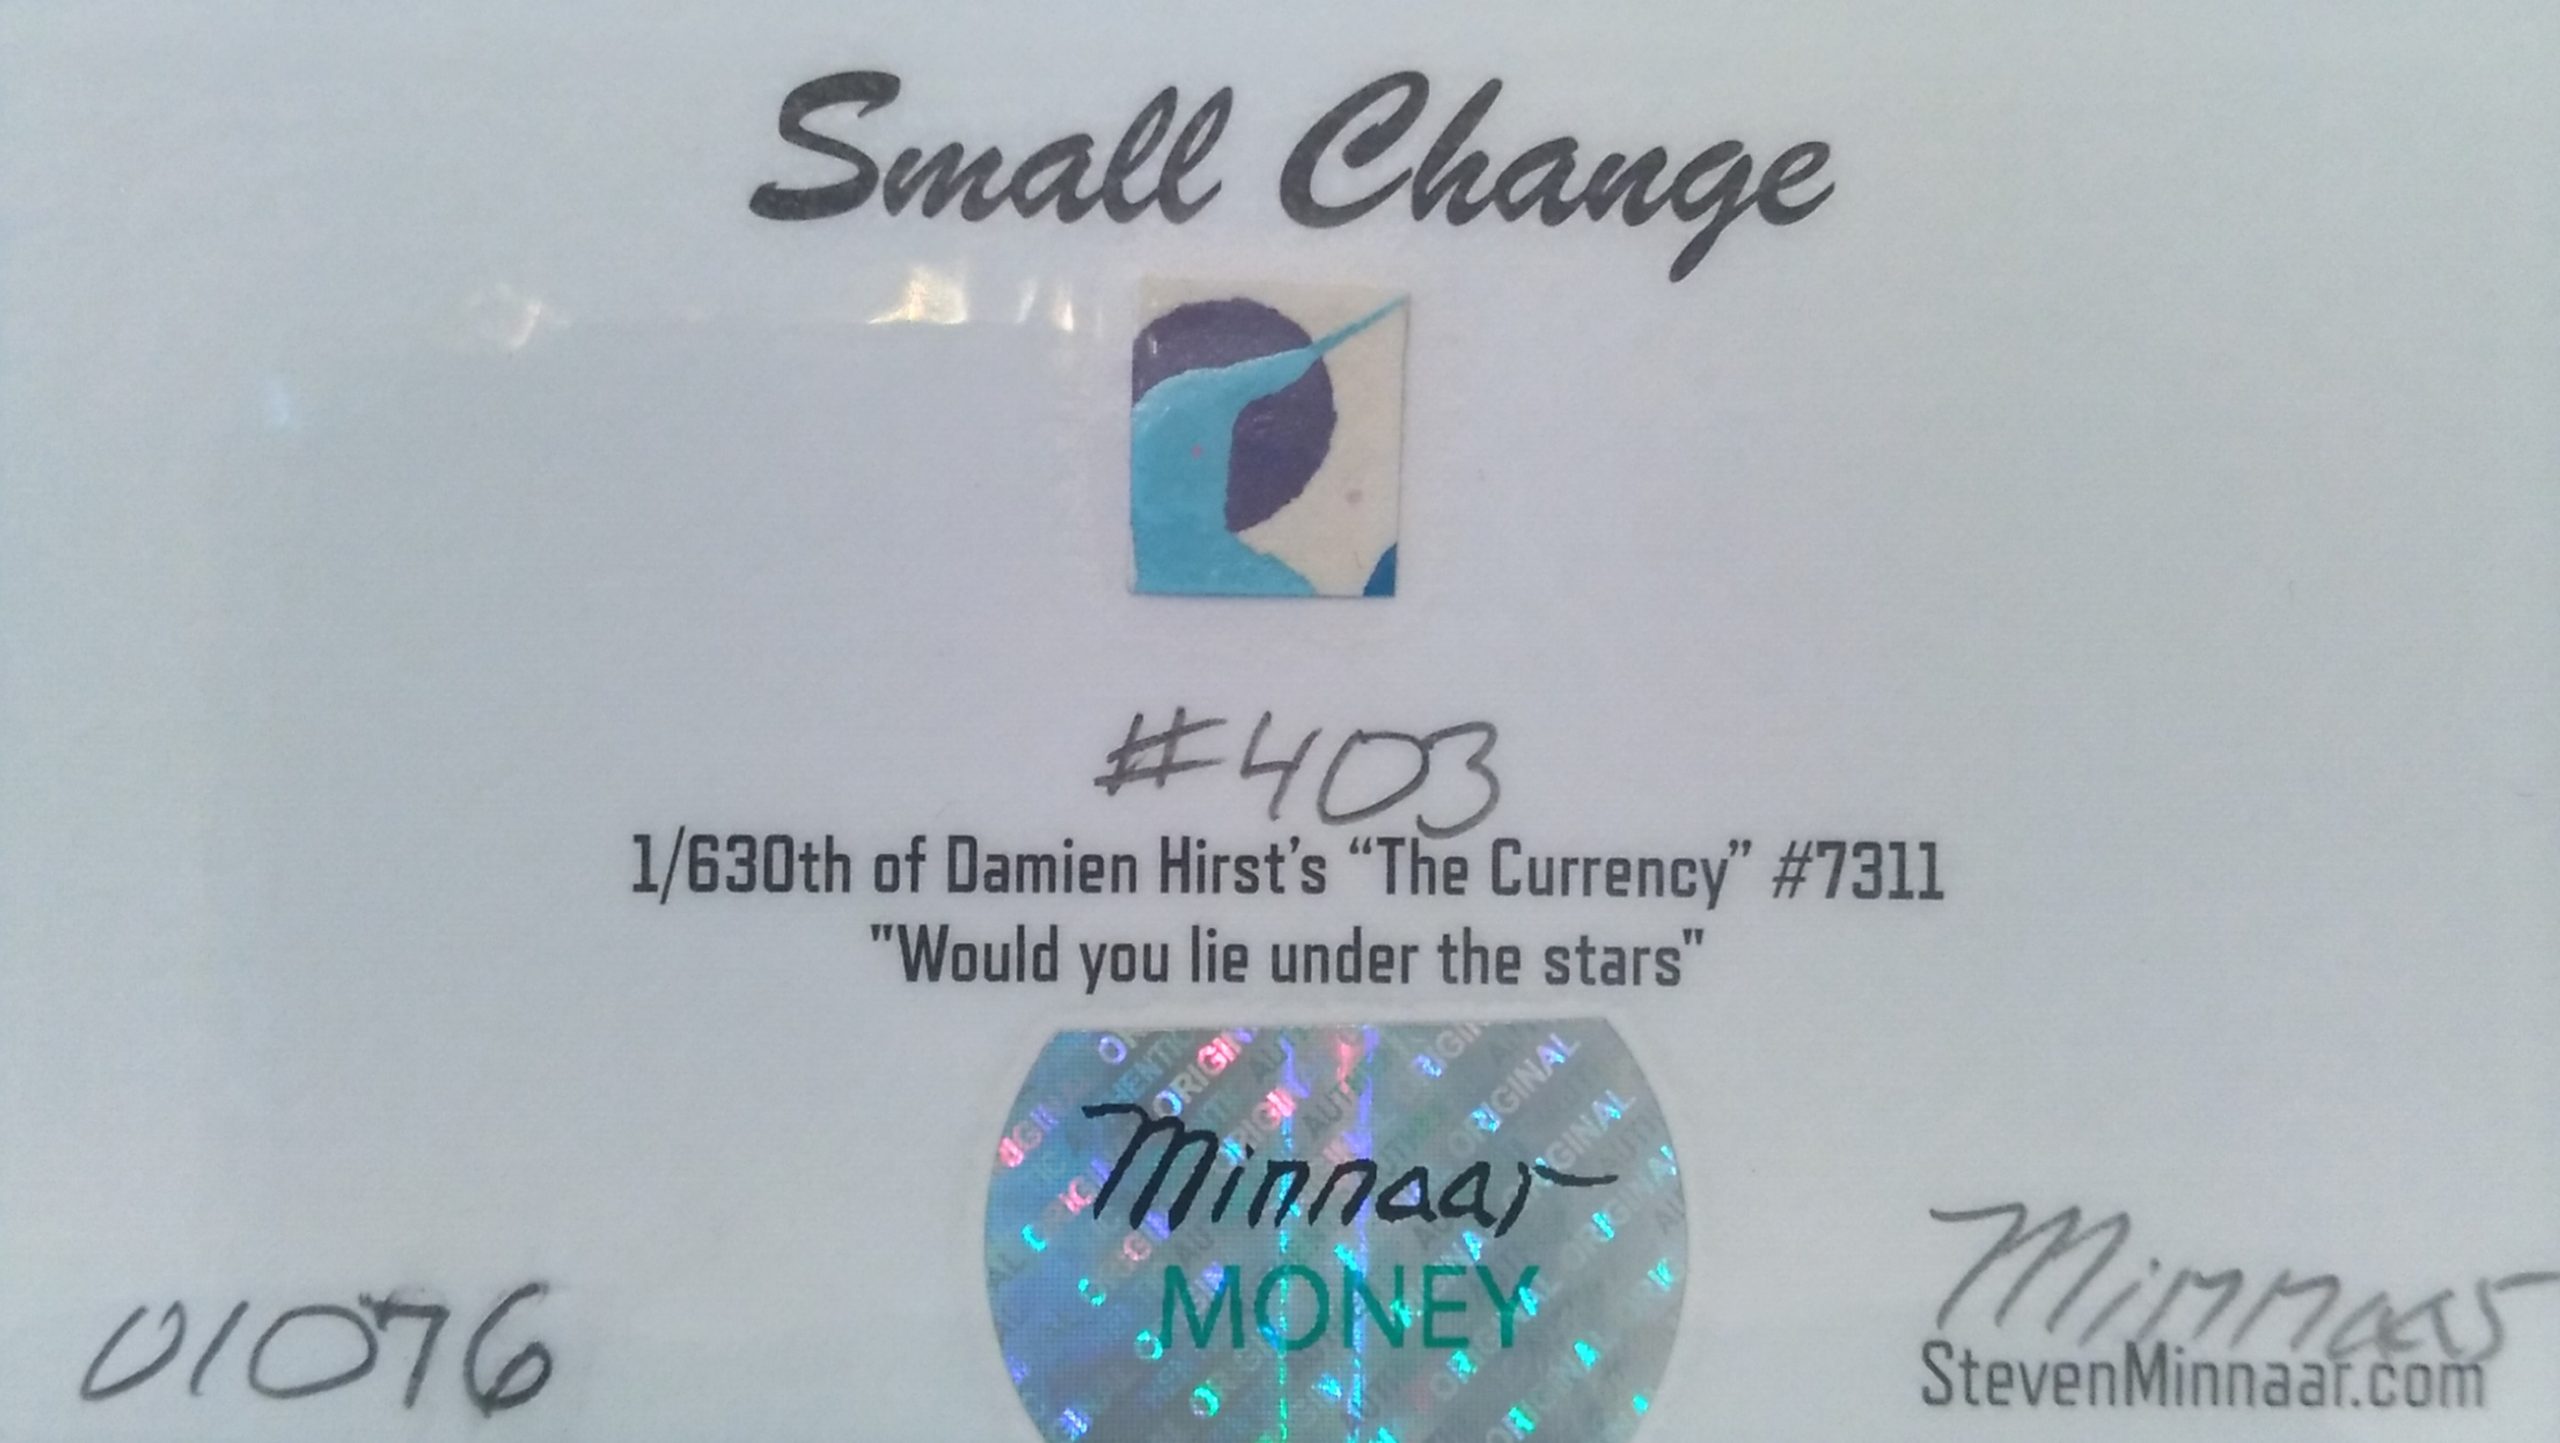 Small Change
#403
1/630th of Damien Hirst's “The Currency” #7311
"Would you lie under the stars"
Minnaar
MONEY
01076
Minnaar
StevenMinnaar.com